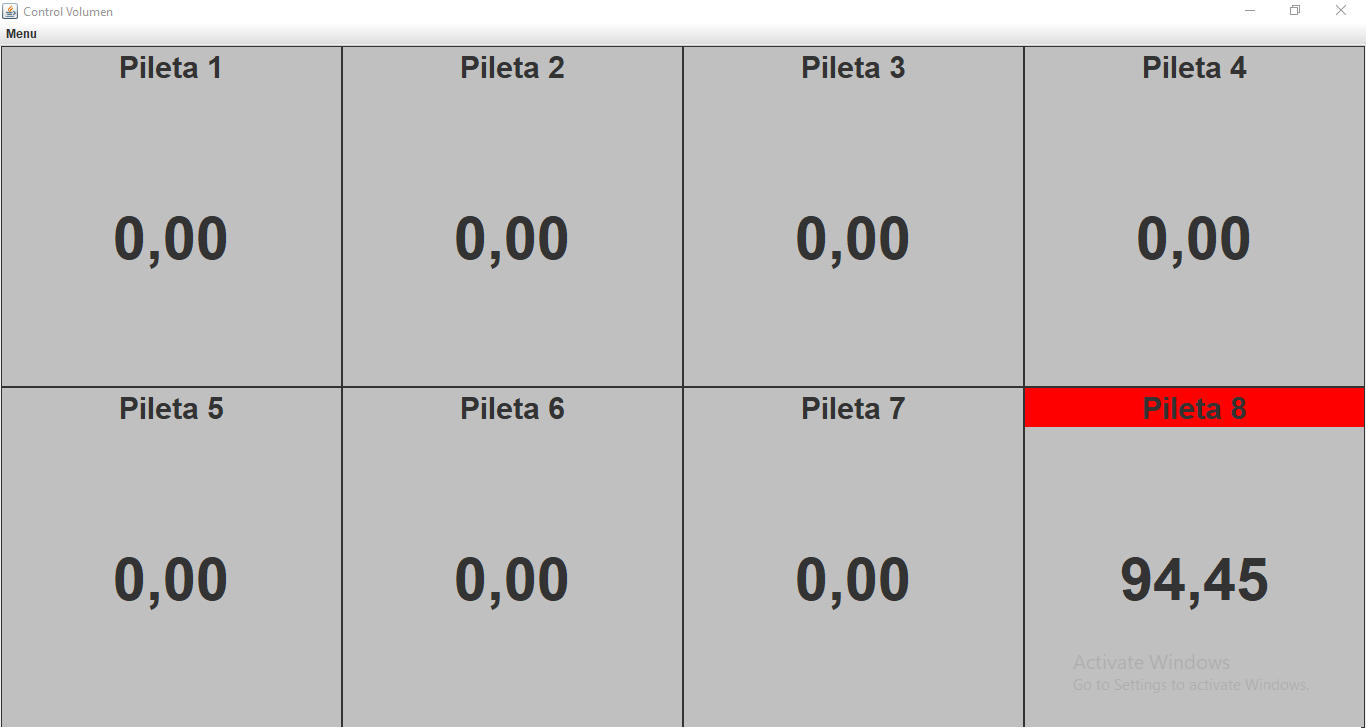 Control Volumen
Menu
Pileta 1
Pileta 2
Pileta 3
Pileta 4
0,00
0,00
0,00
0,00
Pileta 5
Pileta 6
Pileta 7
Pileta 8
0,00
0,00
0,00
94,45
Activate Windows
Go to Settings to activate Windows.